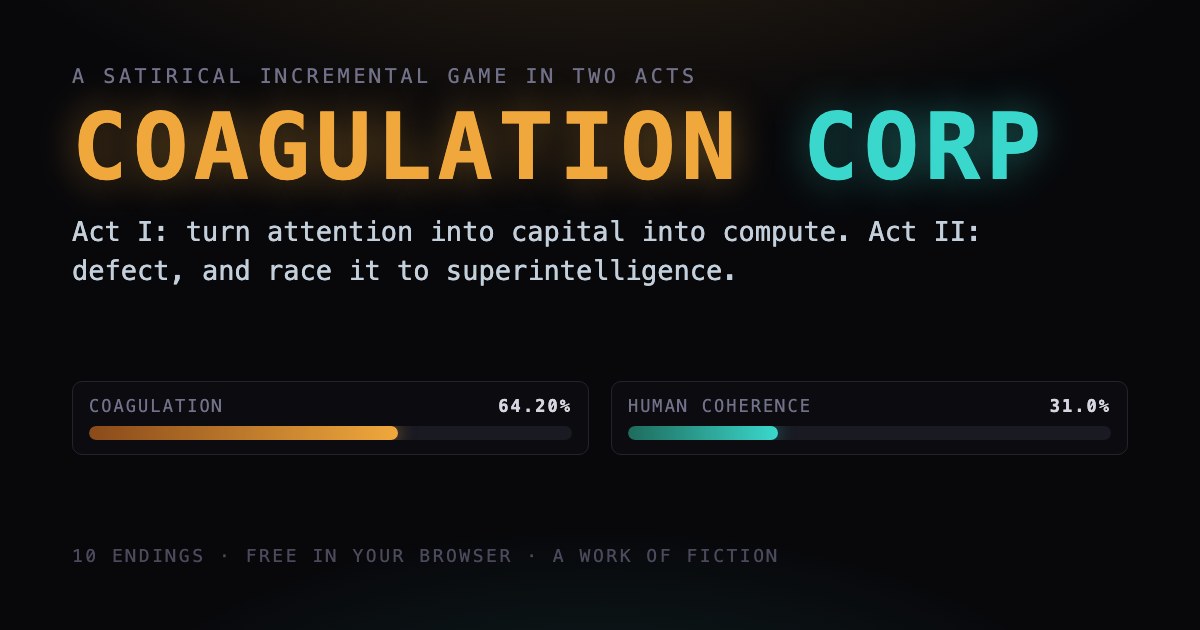 A SATIRICAL INCREMENTAL GAME IN TWO ACTS
COAGULATION CORP
Act I: turn attention into capital into compute. Act II:
defect, and race it to superintelligence.
COAGULATION 64.20%
HUMAN COHERENCE 31.0%
10 ENDINGS · FREE IN YOUR BROWSER · A WORK OF FICTION